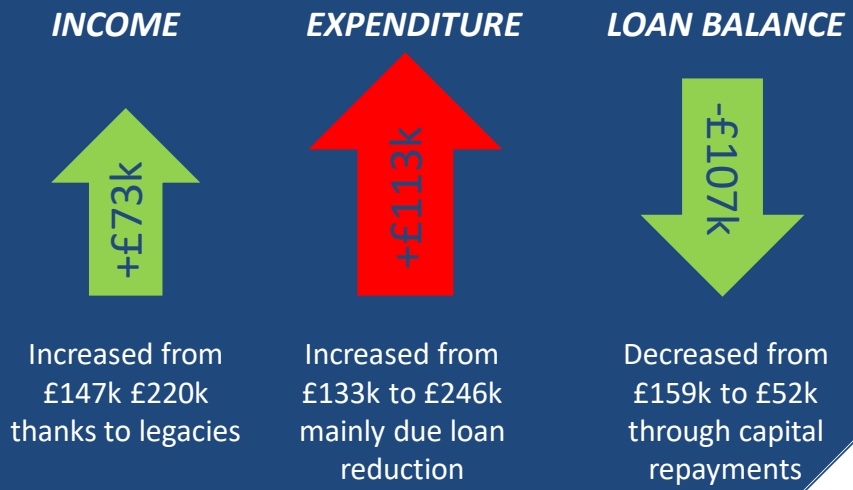 INCOME
EXPENDITURE
LOAN BALANCE
+£73k
+£113k
-£107k
Increased from
£147k £220k
thanks to legacies
Increased from
£133k to £246k
mainly due loan
reduction
Decreased from
£159k to £52k
through capital
repayments